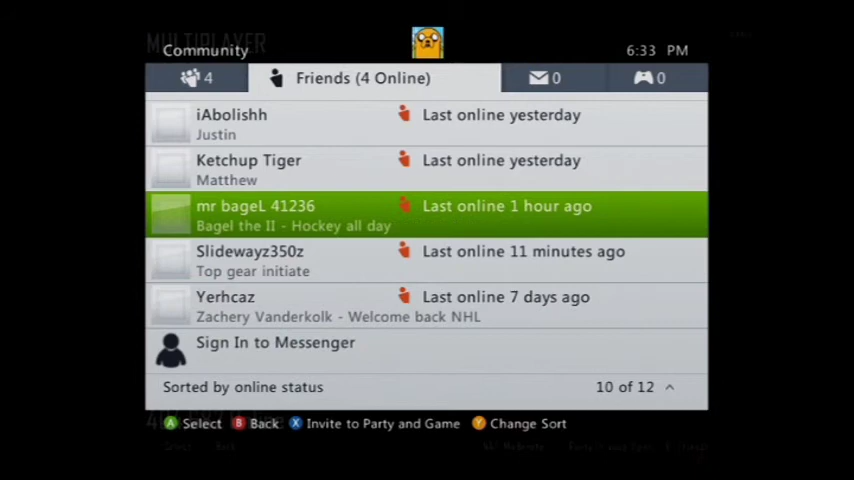 MULTIPLAYER
Community
6:33 PM
4
Friends (4 Online)
0
0
iAbolishh
Last online yesterday
Justin
Ketchup Tiger
Last online yesterday
Matthew
mr bageL 41236
Last online 1 hour ago
Bagel the II - Hockey all day
Slidewayz350z
Last online 11 minutes ago
Top gear initiate
Yerhcaz
Last online 7 days ago
Zachery Vanderkolk - Welcome back NHL
Sign In to Messenger
Sorted by online status
10 of 12
A Select B Back X Invite to Party and Game Y Change Sort
Select Back